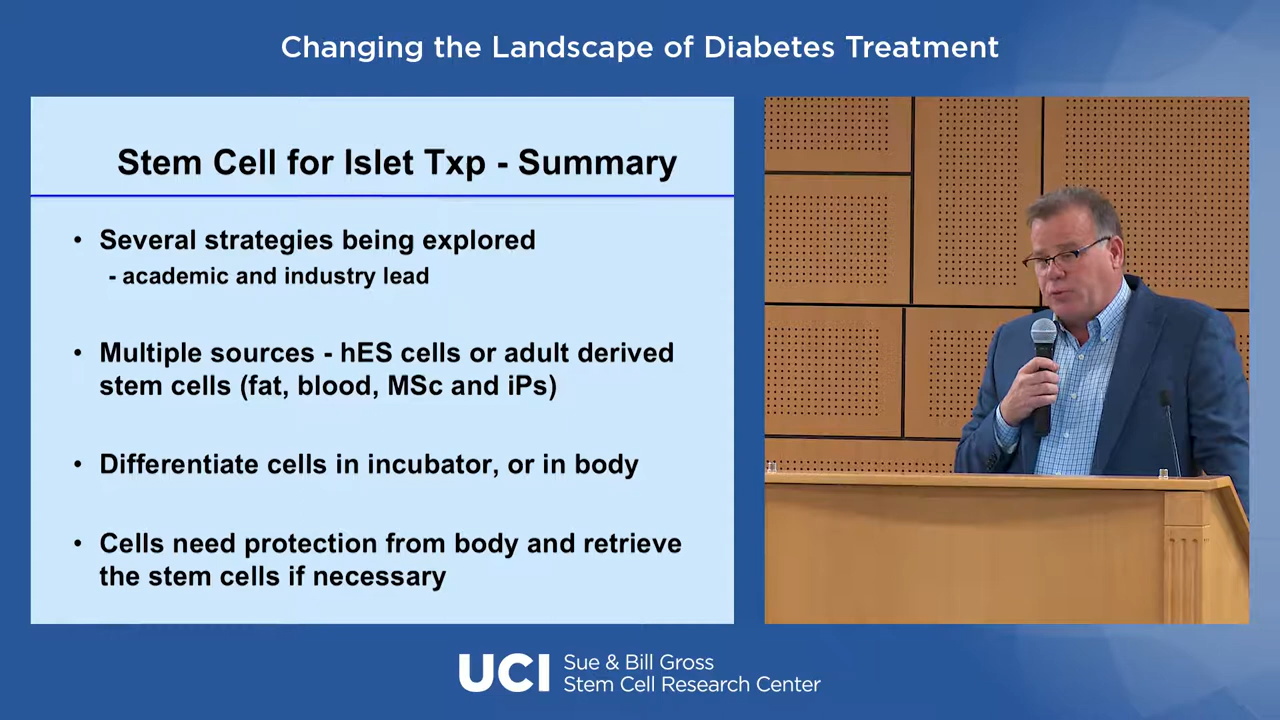 Changing the Landscape of Diabetes Treatment
Stem Cell for Islet Txp - Summary
• Several strategies being explored
- academic and industry lead
• Multiple sources - hES cells or adult derived
stem cells (fat, blood, MSc and iPs)
• Differentiate cells in incubator, or in body
• Cells need protection from body and retrieve
the stem cells if necessary
UCI
Sue & Bill Gross
Stem Cell Research Center